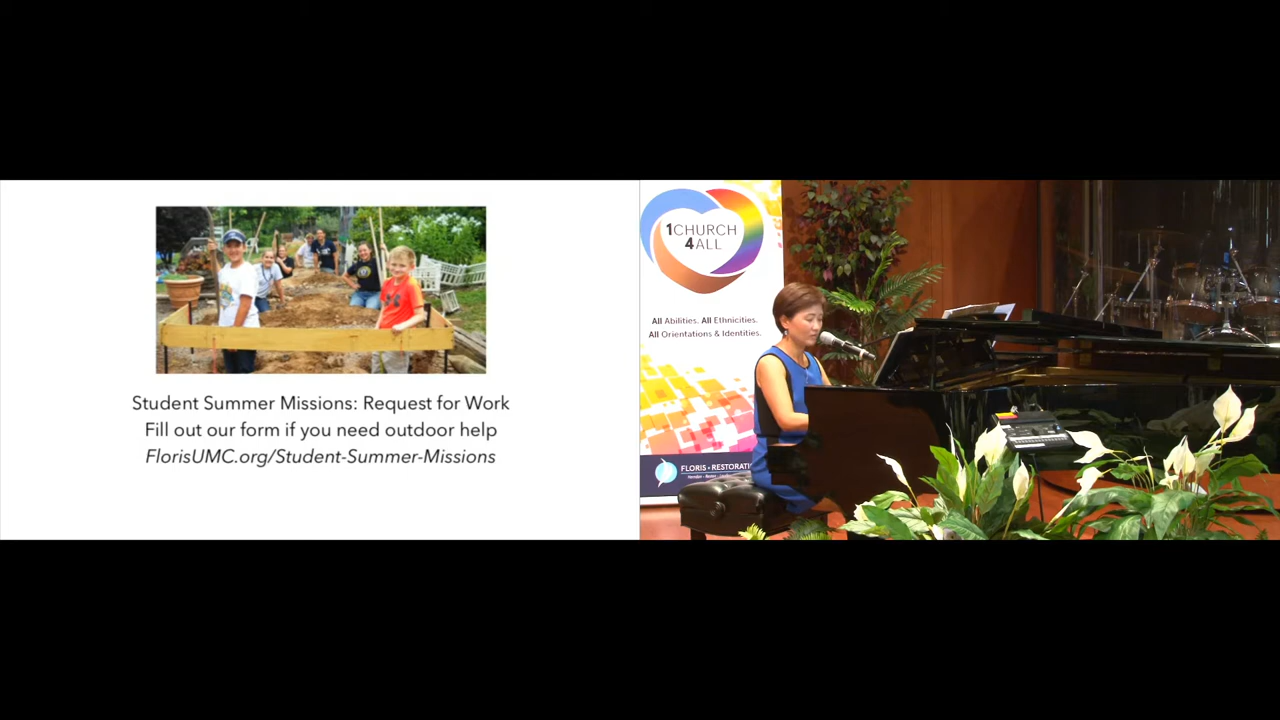 Student Summer Missions: Request for Work
Fill out our form if you need outdoor help
FlorisUMC.org/Student-Summer-Missions
1CHURCH
4ALL
All Abilities. All Ethnicities.
All Orientations & Identities.
FLORIS • RESTORATI